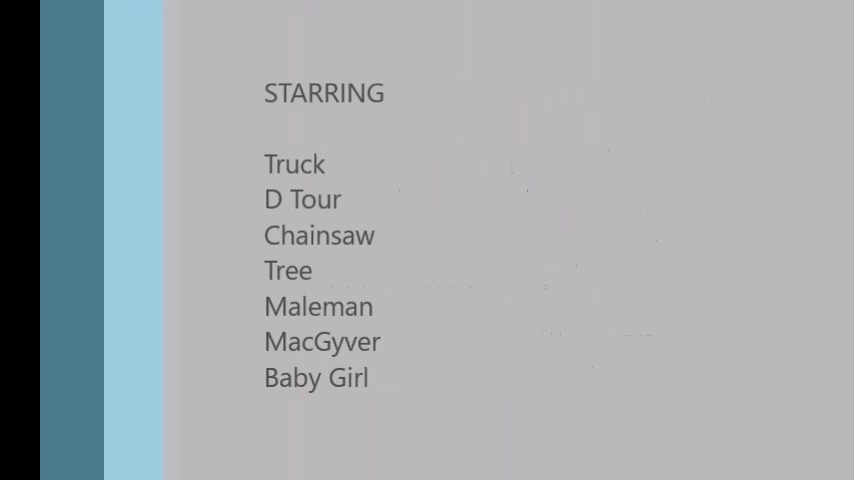 STARRING
Truck
D Tour
Chainsaw
Tree
Maleman
MacGyver
Baby Girl